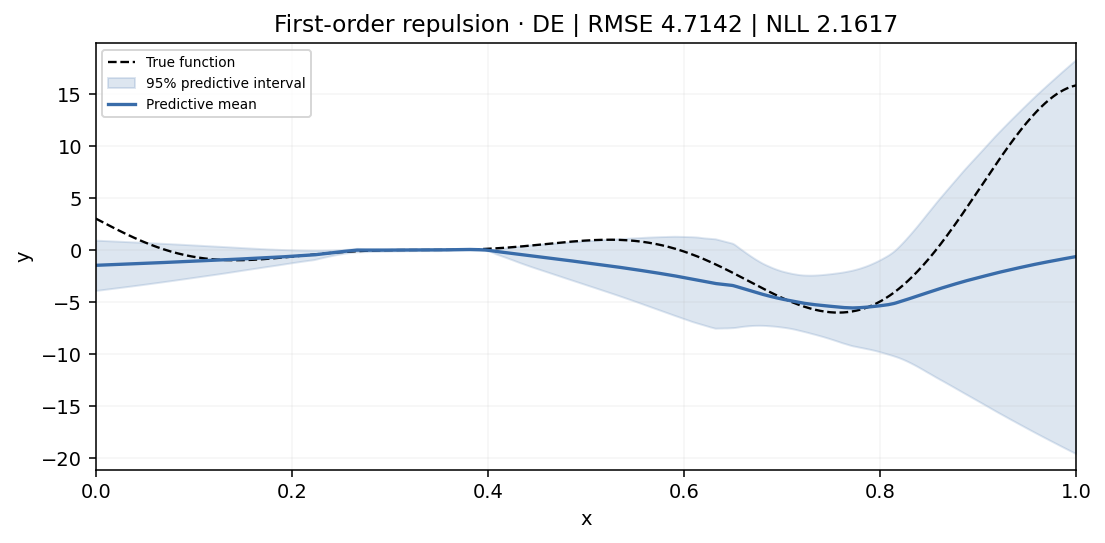 First-order repulsion · DE | RMSE 4.7142 | NLL 2.1617
True function
95% predictive interval
Predictive mean
y
15
10
5
0
−5
−10
−15
−20
0.0 0.2 0.4 0.6 0.8 1.0
x